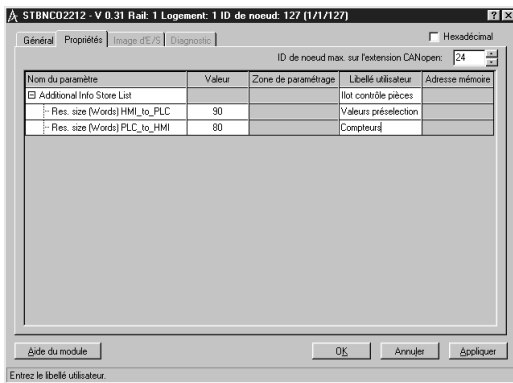 STBNCO2212 - V 0.31 Rail: 1 Logement: 1 ID de noeud: 127 (1/1/127)
Général Propriétés Image d'E/S Diagnostic
Hexadécimal
ID de noeud max. sur l'extension CANopen: 24
Nom du paramètre Valeur Zone de paramétrage Libellé utilisateur Adresse mémoire
Additional Info Store List Ilot contrôle pièces
Res. size (Words) HMI_to_PLC 90 Valeurs préselection
Res. size (Words) PLC_to_HMI 80 Compteurs
Aide du module OK Annuler Appliquer
Entrez le libellé utilisateur.